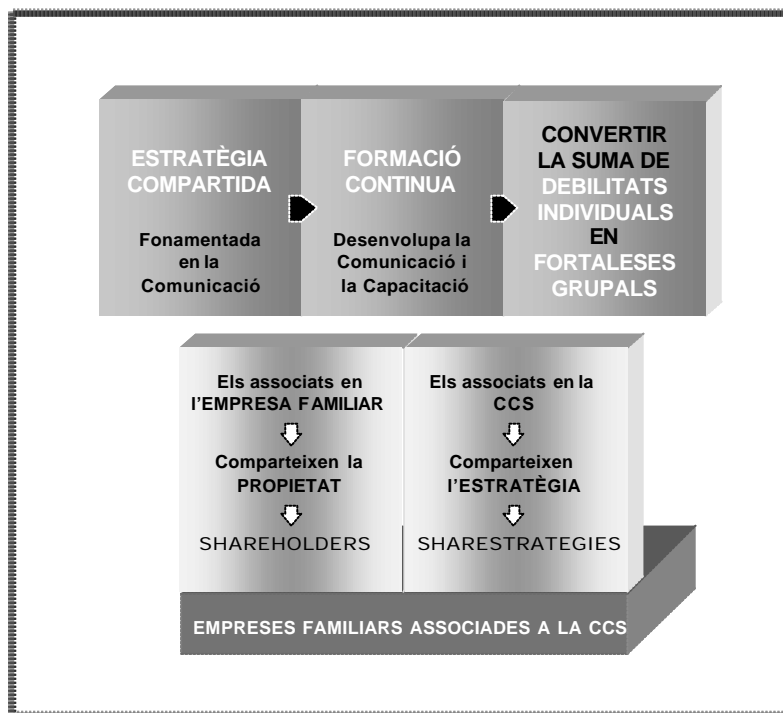 ESTRATÈGIA
COMPARTIDA
Fonamentada
en la
Comunicació
FORMACIÓ
CONTINUA
Desenvolupa la
Comunicació i
la Capacitació
CONVERTIR
LA SUMA DE
DEBILITATS
INDIVIDUALS
EN
FORTALESES
GRUPALS
Els associats en
l'EMPRESA FAMILIAR
Comparteixen la
PROPIETAT
SHAREHOLDERS
Els associats en la
CCS
Comparteixen
l'ESTRATÈGIA
SHARESTRATEGIES
EMPRESES FAMILIARS ASSOCIADES A LA CCS